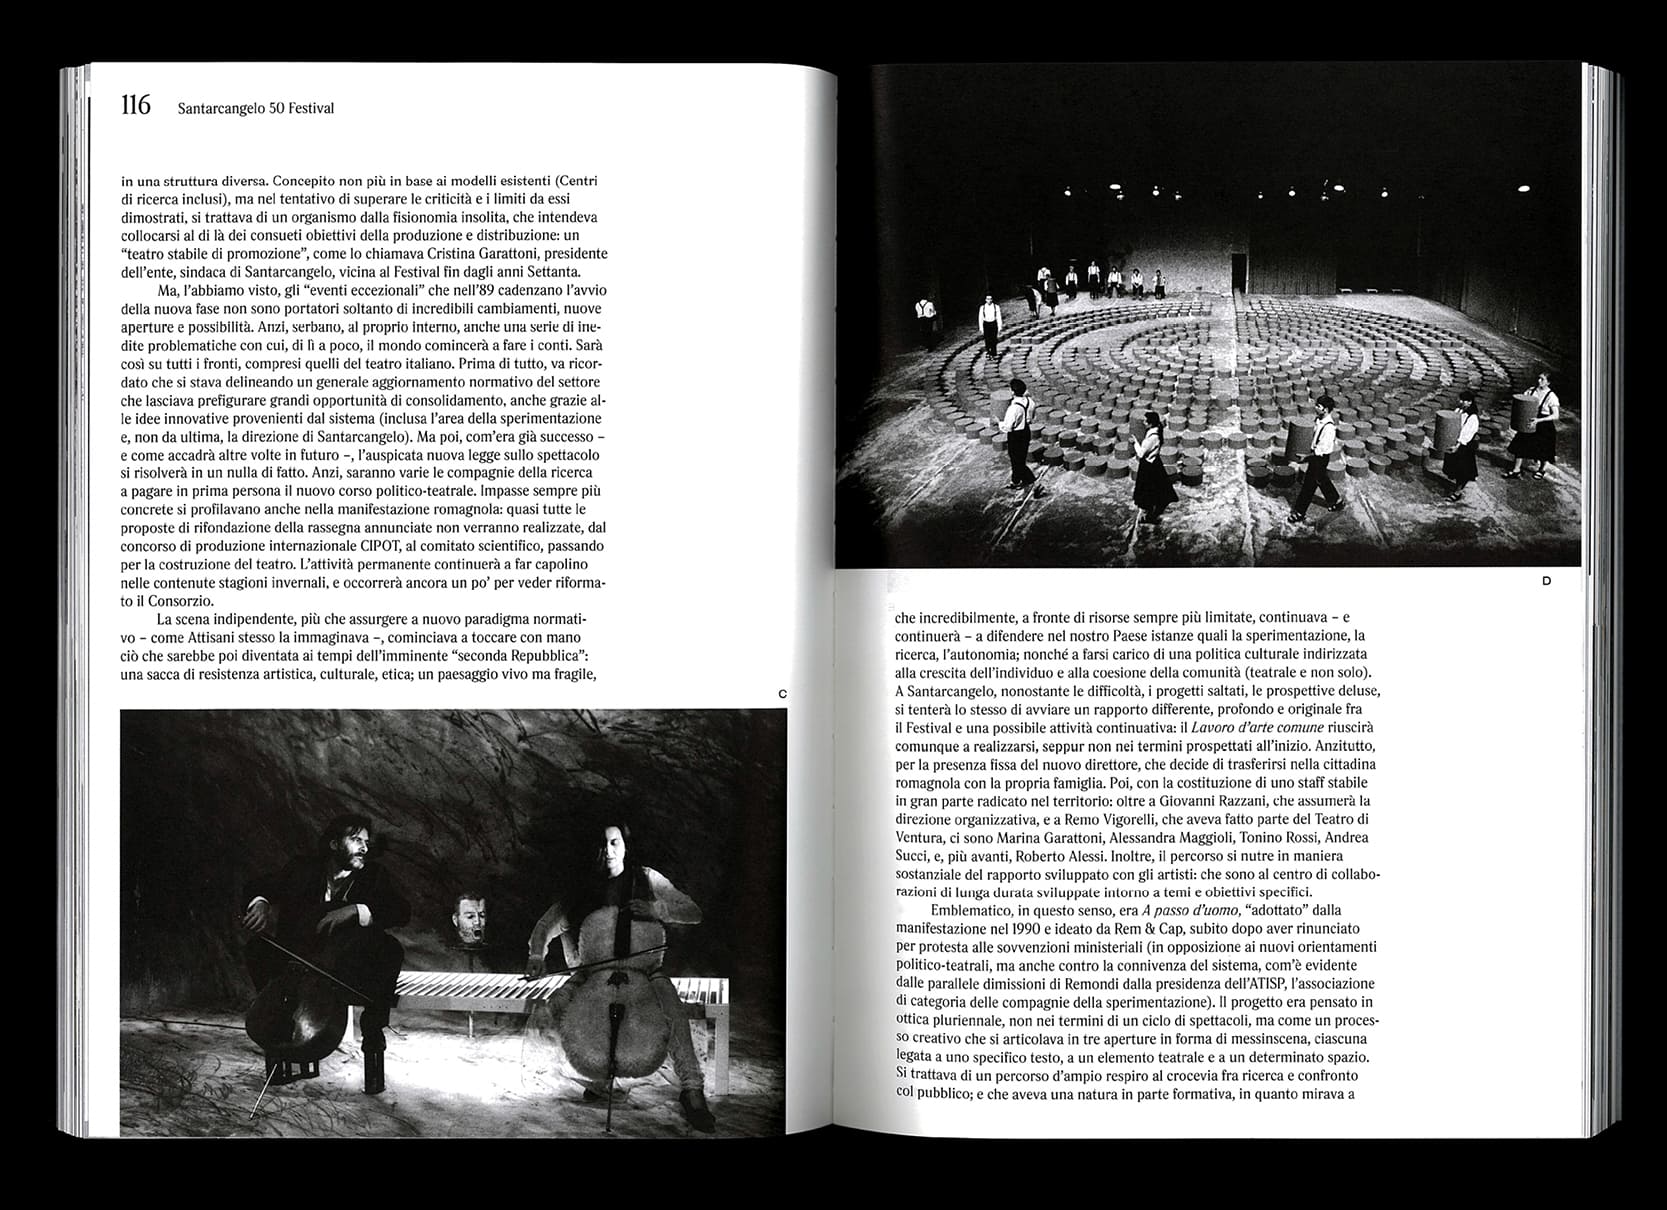 116 Santarcangelo 50 Festival
in una struttura diversa. Concepito non più in base ai modelli esistenti (Centri
di ricerca inclusi), ma nel tentativo di superare le criticità e i limiti da essi
dimostrati, si trattava di un organismo dalla fisionomia insolita, che intendeva
collocarsi al di là dei consueti obiettivi della produzione e distribuzione: un
“teatro stabile di promozione”, come lo chiamava Cristina Garattoni, presidente
dell’ente, sindaca di Santarcangelo, vicina al Festival fin dagli anni Settanta.
Ma, l’abbiamo visto, gli “eventi eccezionali” che nell’89 cadenzano l’avvio
della nuova fase non sono portatori soltanto di incredibili cambiamenti, nuove
aperture e possibilità. Anzi, serbano, al proprio interno, anche una serie di ine-
dite problematiche con cui, di lì a poco, il mondo comincerà a fare i conti. Sarà
così su tutti i fronti, compresi quelli del teatro italiano. Prima di tutto, va ricor-
dato che si stava delineando un generale aggiornamento normativo del settore
che lasciava prefigurare grandi opportunità di consolidamento, anche grazie al-
le idee innovative provenienti dal sistema (inclusa l’area della sperimentazione
e, non da ultima, la direzione di Santarcangelo). Ma poi, com’era già successo –
e come accadrà altre volte in futuro –, l’auspicata nuova legge sullo spettacolo
si risolverà in un nulla di fatto. Anzi, saranno varie le compagnie della ricerca
a pagare in prima persona il nuovo corso politico-teatrale. Impasse sempre più
concrete si profilavano anche nella manifestazione romagnola: quasi tutte le
proposte di rifondazione della rassegna annunciate non verranno realizzate, dal
concorso di produzione internazionale CIPOT, al comitato scientifico, passando
per la costruzione del teatro. L’attività permanente continuerà a far capolino
nelle contenute stagioni invernali, e occorrerà ancora un po’ per veder riforma-
to il Consorzio.
La scena indipendente, più che assurgere a nuovo paradigma normati-
vo – come Attisani stesso la immaginava –, cominciava a toccare con mano
ciò che sarebbe poi diventata ai tempi dell’imminente “seconda Repubblica”:
una sacca di resistenza artistica, culturale, etica; un paesaggio vivo ma fragile,
C
D
che incredibilmente, a fronte di risorse sempre più limitate, continuava – e
continuerà – a difendere nel nostro Paese istanze quali la sperimentazione, la
ricerca, l’autonomia; nonché a farsi carico di una politica culturale indirizzata
alla crescita dell’individuo e alla coesione della comunità (teatrale e non solo).
A Santarcangelo, nonostante le difficoltà, i progetti saltati, le prospettive deluse,
si tenterà lo stesso di avviare un rapporto differente, profondo e originale fra
il Festival e una possibile attività continuativa: il Lavoro d’arte comune riuscirà
comunque a realizzarsi, seppur non nei termini prospettati all’inizio. Anzitutto,
per la presenza fissa del nuovo direttore, che decide di trasferirsi nella cittadina
romagnola con la propria famiglia. Poi, con la costituzione di uno staff stabile
in gran parte radicato nel territorio: oltre a Giovanni Razzani, che assumerà la
direzione organizzativa, e a Remo Vigorelli, che aveva fatto parte del Teatro di
Ventura, ci sono Marina Garattoni, Alessandra Maggioli, Tonino Rossi, Andrea
Succi, e, più avanti, Roberto Alessi. Inoltre, il percorso si nutre in maniera
sostanziale del rapporto sviluppato con gli artisti: che sono al centro di collabo-
razioni di lunga durata sviluppate intorno a temi e obiettivi specifici.
Emblematico, in questo senso, era A passo d’uomo, “adottato” dalla
manifestazione nel 1990 e ideato da Rem & Cap, subito dopo aver rinunciato
per protesta alle sovvenzioni ministeriali (in opposizione ai nuovi orientamenti
politico-teatrali, ma anche contro la connivenza del sistema, com’è evidente
dalle parallele dimissioni di Remondi dalla presidenza dell’ATISP, l’associazione
di categoria delle compagnie della sperimentazione). Il progetto era pensato in
ottica pluriennale, non nei termini di un ciclo di spettacoli, ma come un proces-
so creativo che si articolava in tre aperture in forma di messinscena, ciascuna
legata a uno specifico testo, a un elemento teatrale e a un determinato spazio.
Si trattava di un percorso d’ampio respiro al crocevia fra ricerca e confronto
col pubblico; e che aveva una natura in parte formativa, in quanto mirava a